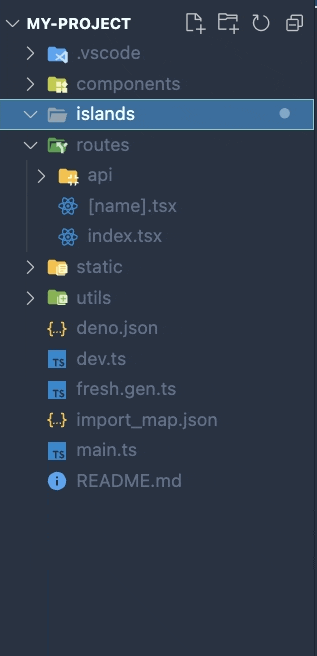 MY-PROJECT
.vscode
components
islands
routes
api
[name].tsx
index.tsx
static
utils
{..} deno.json
TS dev.ts
TS fresh.gen.ts
{..} import_map.json
TS main.ts
README.md